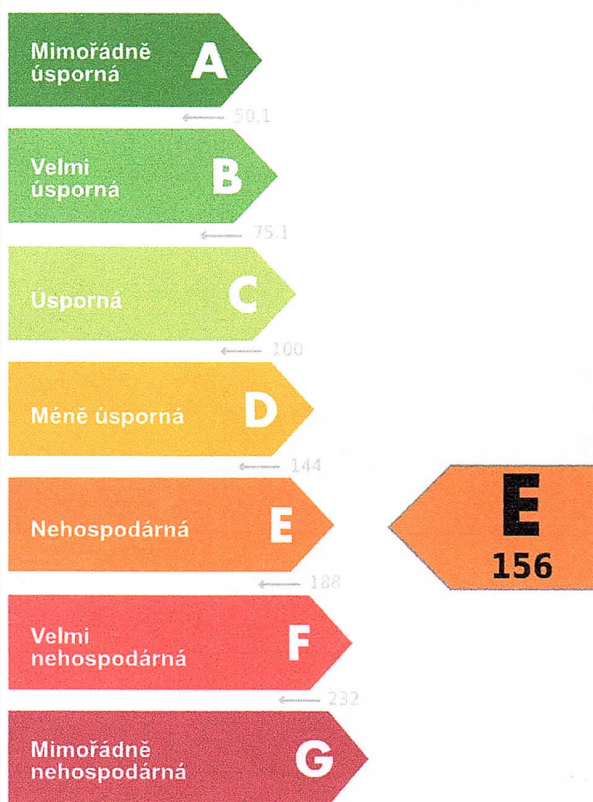 Mimořádně
úsporná
A
50.1
Velmi
úsporná
B
75.1
Úsporná
C
100
Méně úsporná
D
144
Nehospodárná
E
188
E
156
Velmi
nehospodárná
F
232
Mimořádně
nehospodárná
G